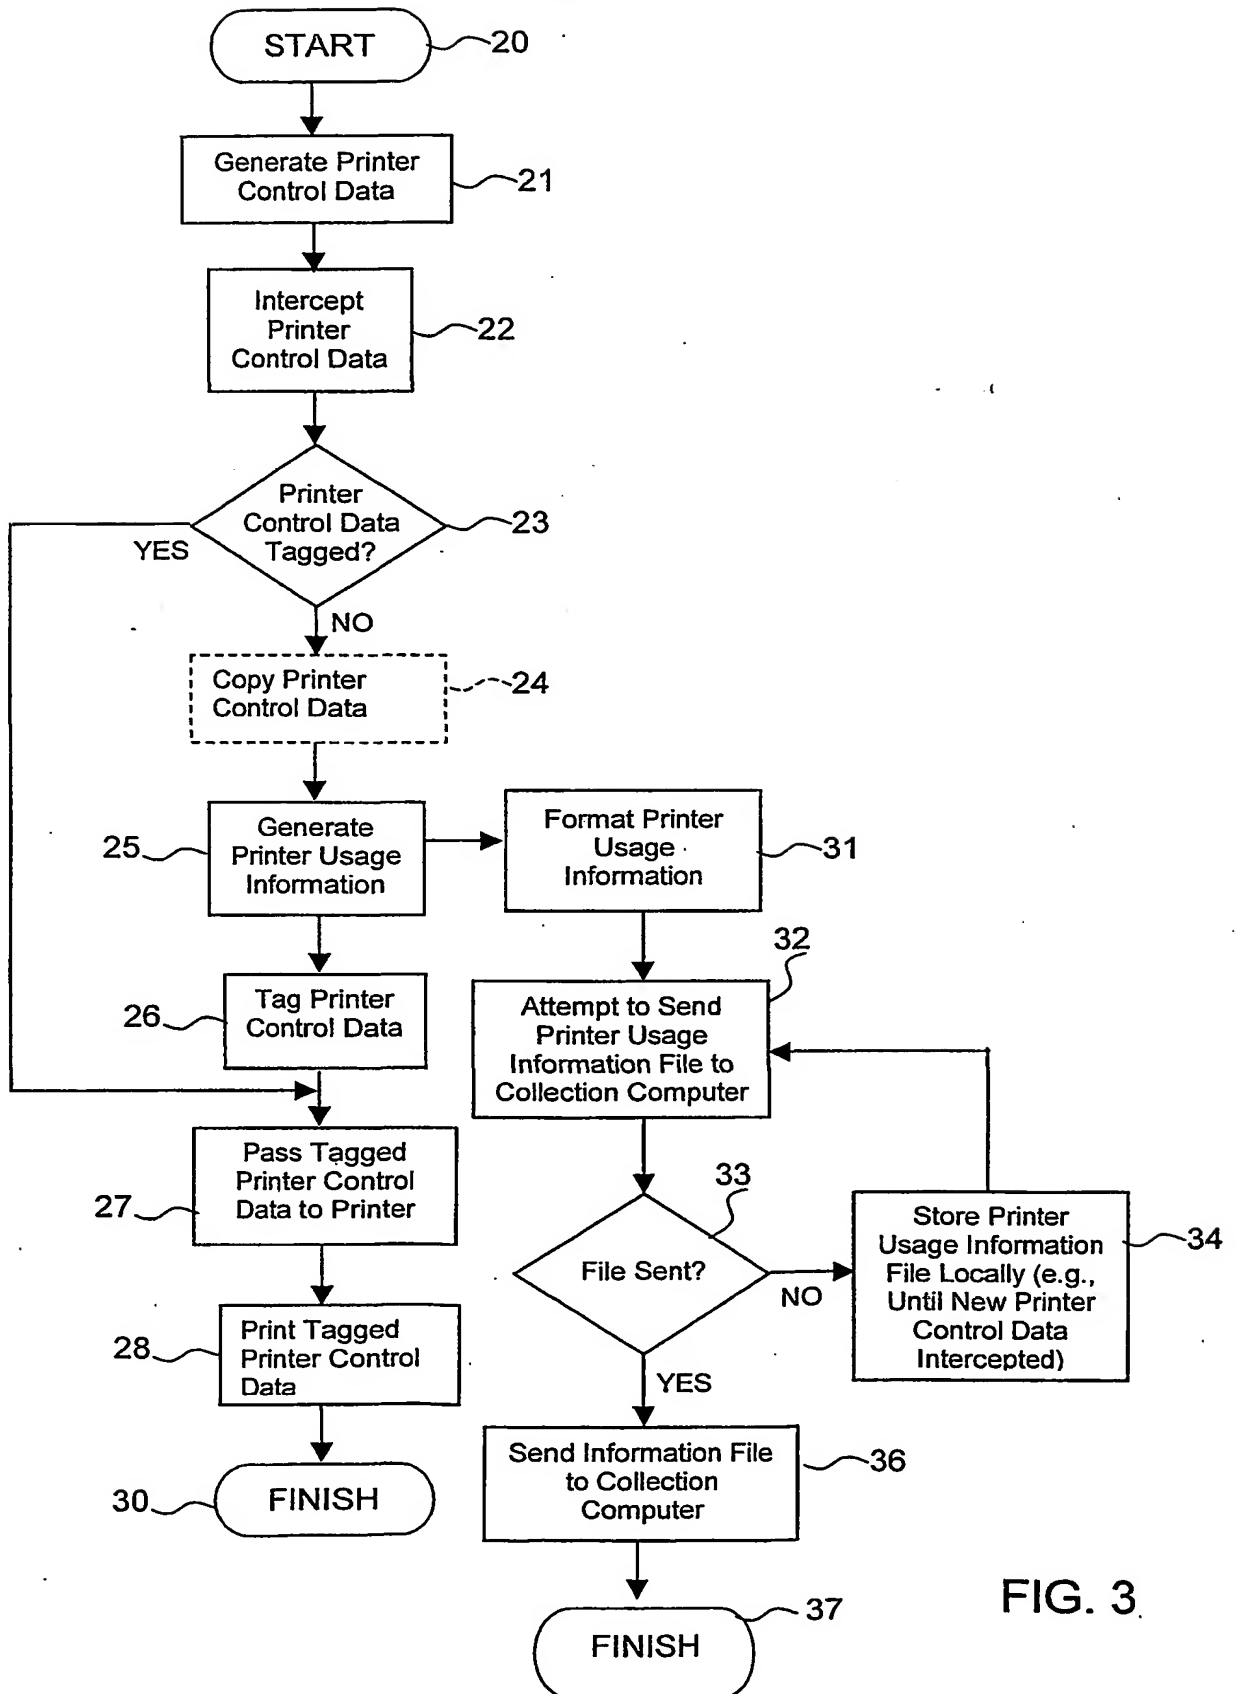 START
20
Generate Printer
Control Data
21
Intercept
Printer
Control Data
22
Printer
Control Data
Tagged?
23
YES
NO
Copy Printer
Control Data
24
Generate
Printer Usage
Information
25
Format Printer
Usage
Information
31
Tag Printer
Control Data
26
Attempt to Send
Printer Usage
Information File to
Collection Computer
32
Pass Tagged
Printer Control
Data to Printer
27
File Sent?
33
NO
YES
Store Printer
Usage Information
File Locally (e.g.,
Until New Printer
Control Data
Intercepted)
34
Print Tagged
Printer Control
Data
28
Send Information File
to Collection
Computer
36
FINISH
30
FINISH
37
FIG. 3